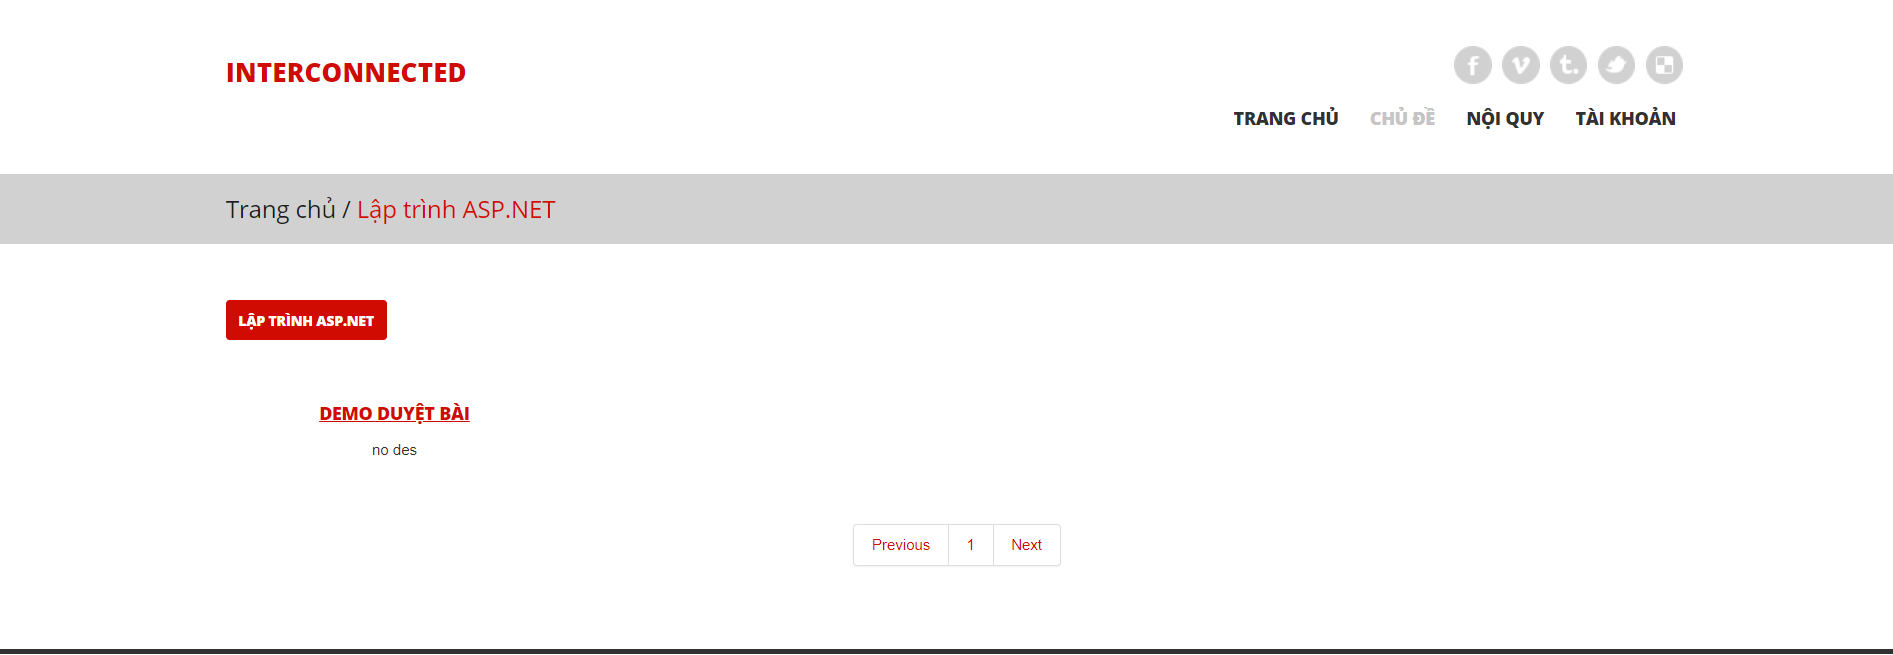 INTERCONNECTED
TRANG CHỦ CHỦ ĐỀ NỘI QUY TÀI KHOẢN
Trang chủ / Lập trình ASP.NET
LẬP TRÌNH ASP.NET
DEMO DUYỆT BÀI
no des
Previous 1 Next